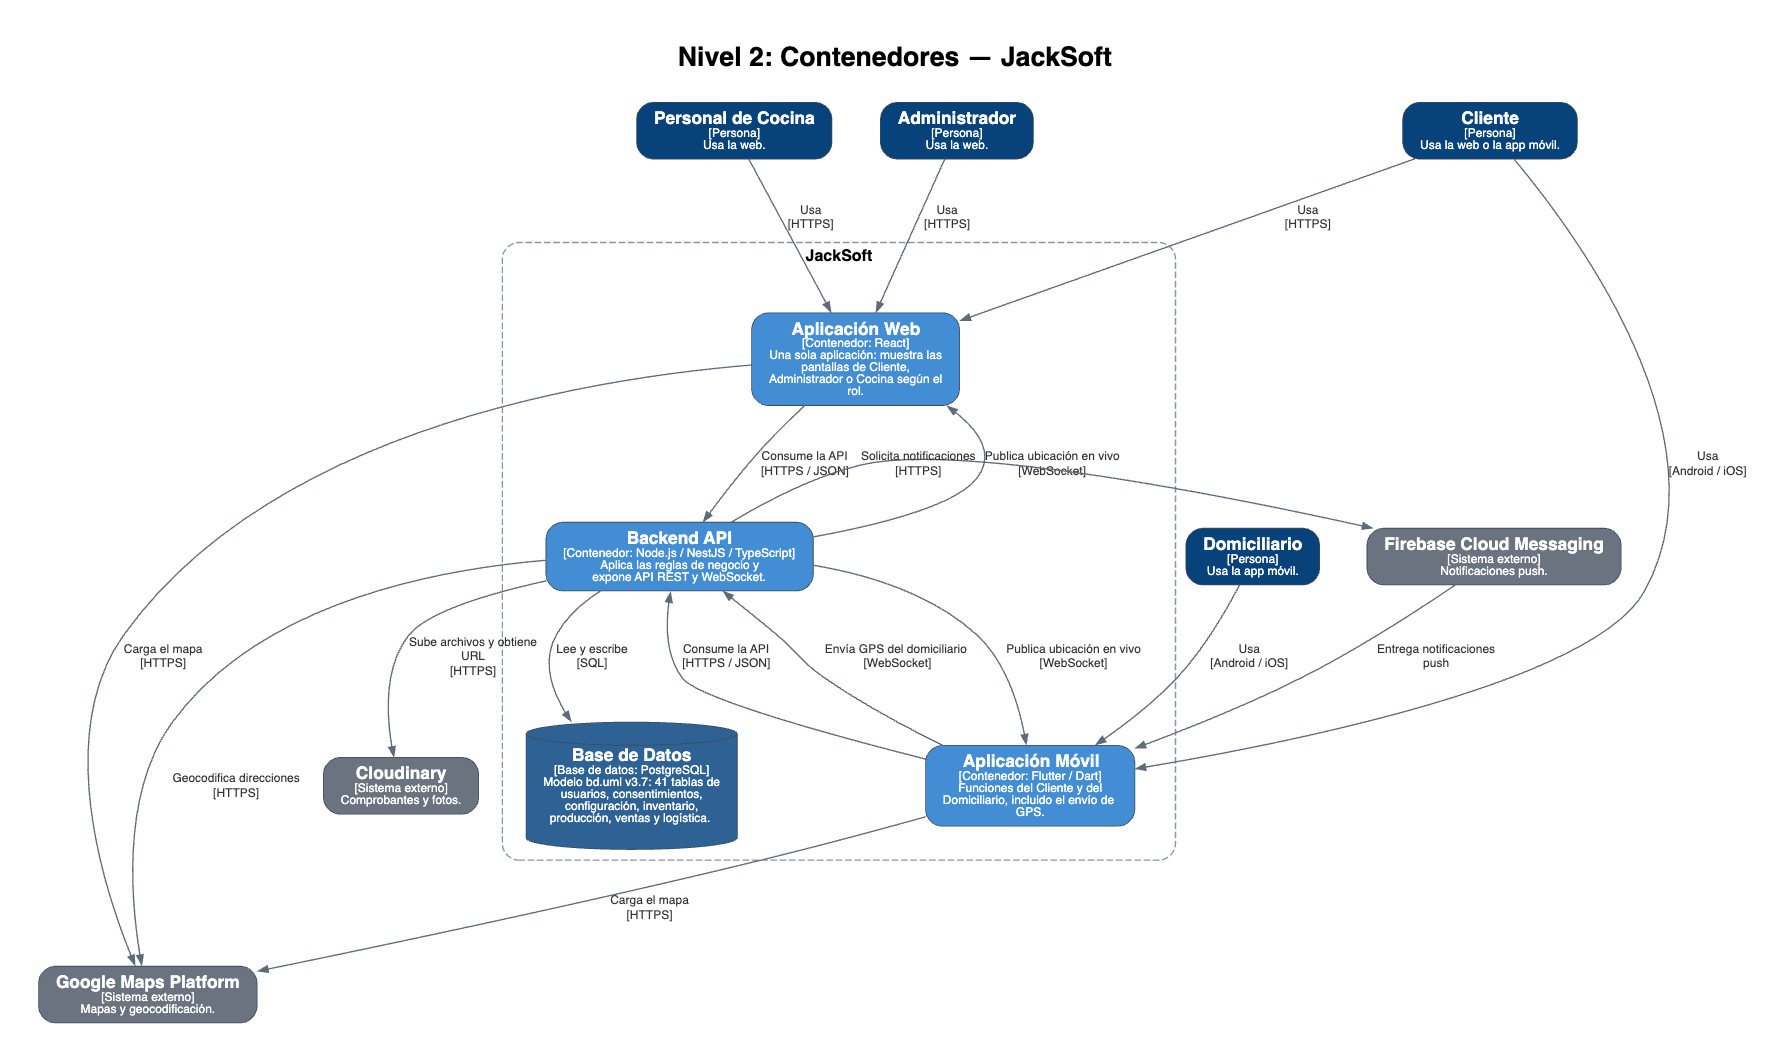 Nivel 2: Contenedores — JackSoft
Personal de Cocina
[Persona]
Usa la web.
Administrador
[Persona]
Usa la web.
Cliente
[Persona]
Usa la web o la app móvil.
Usa
[HTTPS]
Usa
[HTTPS]
Usa
[HTTPS]
JackSoft
Aplicación Web
[Contenedor: React]
Una sola aplicación: muestra las
pantallas de Cliente,
Administrador o Cocina según el
rol.
Consume la API
[HTTPS / JSON]
Solicita notificaciones
[HTTPS]
Publica ubicación en vivo
[WebSocket]
Usa
[Android / iOS]
Backend API
[Contenedor: Node.js / NestJS / TypeScript]
Aplica las reglas de negocio y
expone API REST y WebSocket.
Domiciliario
[Persona]
Usa la app móvil.
Firebase Cloud Messaging
[Sistema externo]
Notificaciones push.
Carga el mapa
[HTTPS]
Sube archivos y obtiene
URL
[HTTPS]
Lee y escribe
[SQL]
Consume la API
[HTTPS / JSON]
Envía GPS del domiciliario
[WebSocket]
Publica ubicación en vivo
[WebSocket]
Usa
[Android / iOS]
Entrega notificaciones
push
Geocodifica direcciones
[HTTPS]
Cloudinary
[Sistema externo]
Comprobantes y fotos.
Base de Datos
[Base de datos: PostgreSQL]
Modelo bd.uml v3.7: 41 tablas de
usuarios, consentimientos,
configuración, inventario,
producción, ventas y logística.
Aplicación Móvil
[Contenedor: Flutter / Dart]
Funciones del Cliente y del
Domiciliario, incluido el envío de
GPS.
Carga el mapa
[HTTPS]
Google Maps Platform
[Sistema externo]
Mapas y geocodificación.